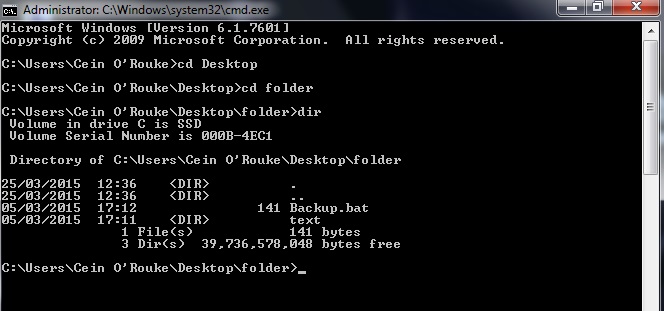 Administrator: C:\Windows\system32\cmd.exe
Microsoft Windows [Version 6.1.7601]
Copyright (c) 2009 Microsoft Corporation.  All rights reserved.
C:\Users\Cein O'Rouke>cd Desktop
C:\Users\Cein O'Rouke\Desktop>cd folder
C:\Users\Cein O'Rouke\Desktop\folder>dir
 Volume in drive C is SSD
 Volume Serial Number is 000B-4EC1
 Directory of C:\Users\Cein O'Rouke\Desktop\folder
25/03/2015  12:36    <DIR>          .
25/03/2015  12:36    <DIR>          ..
05/03/2015  17:12               141 Backup.bat
05/03/2015  17:11    <DIR>          text
               1 File(s)            141 bytes
               3 Dir(s)  39,736,578,048 bytes free
C:\Users\Cein O'Rouke\Desktop\folder>_